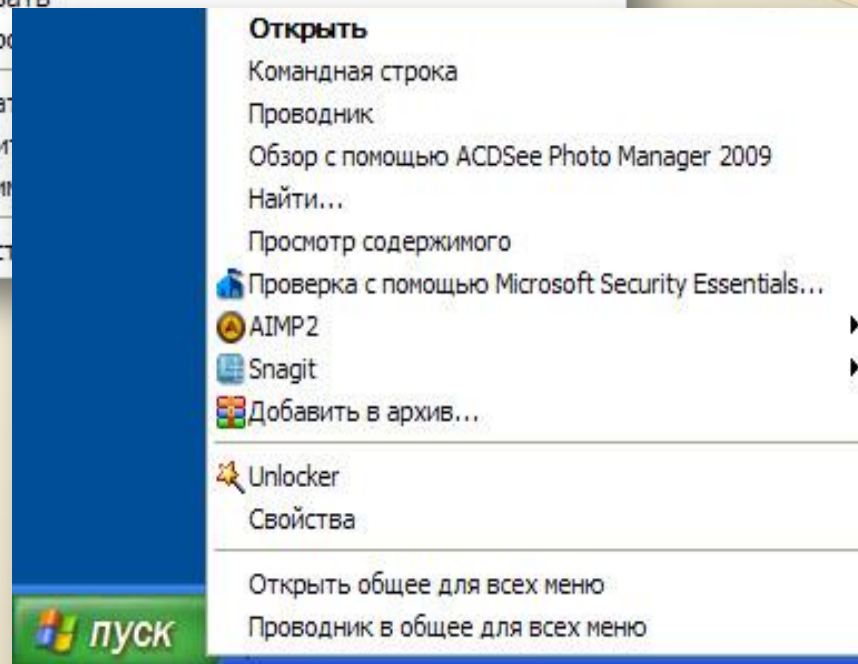 Открыть
Командная строка
Проводник
Обзор с помощью ACDSee Photo Manager 2009
Найти...
Просмотр содержимого
Проверка с помощью Microsoft Security Essentials...
AIMP2
Snagit
Добавить в архив...
Unlocker
Свойства
Открыть общее для всех меню
Проводник в общее для всех меню
пуск